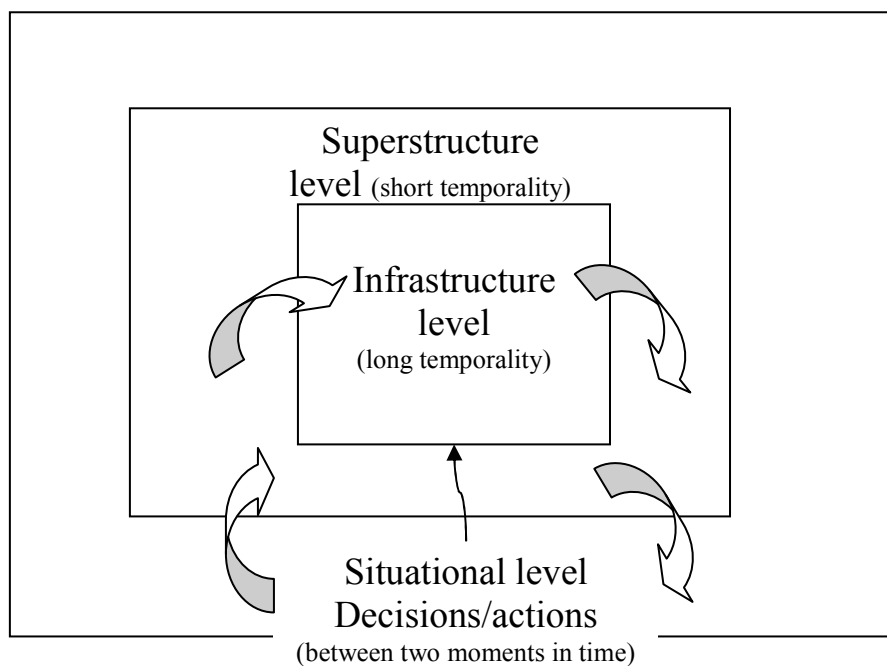 Superstructure
level (short temporality)
Infrastructure
level
(long temporality)
Situational level
Decisions/actions
(between two moments in time)